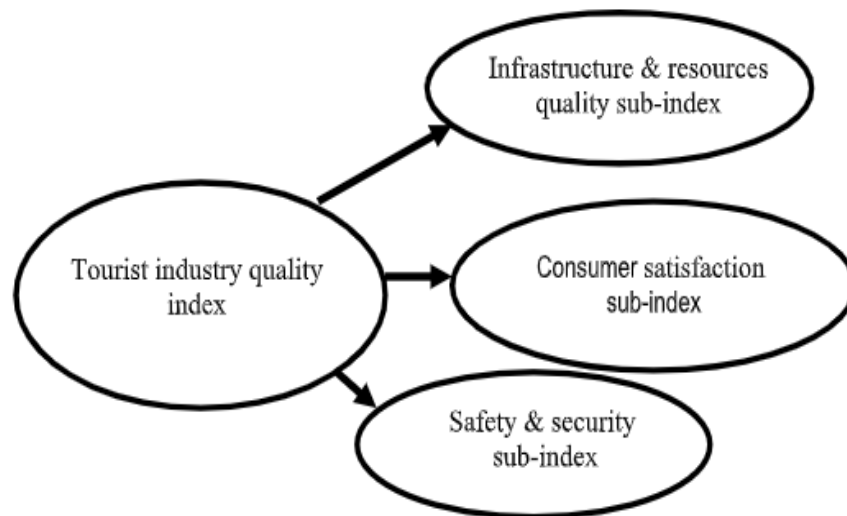 Infrastructure & resources
quality sub-index
Tourist industry quality
index
Consumer satisfaction
sub-index
Safety & security
sub-index